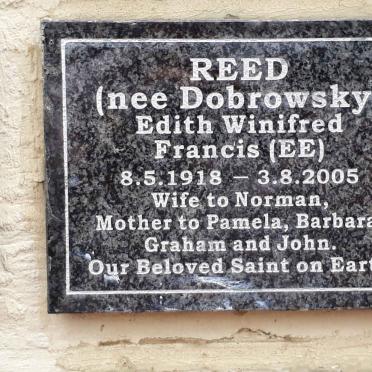 REED
(nee Dobrowsky
Edith Winifred
Francis (EE)
8.5.1918 – 3.8.2005
Wife to Norman,
Mother to Pamela, Barbara
Graham and John.
Our Beloved Saint on Eart